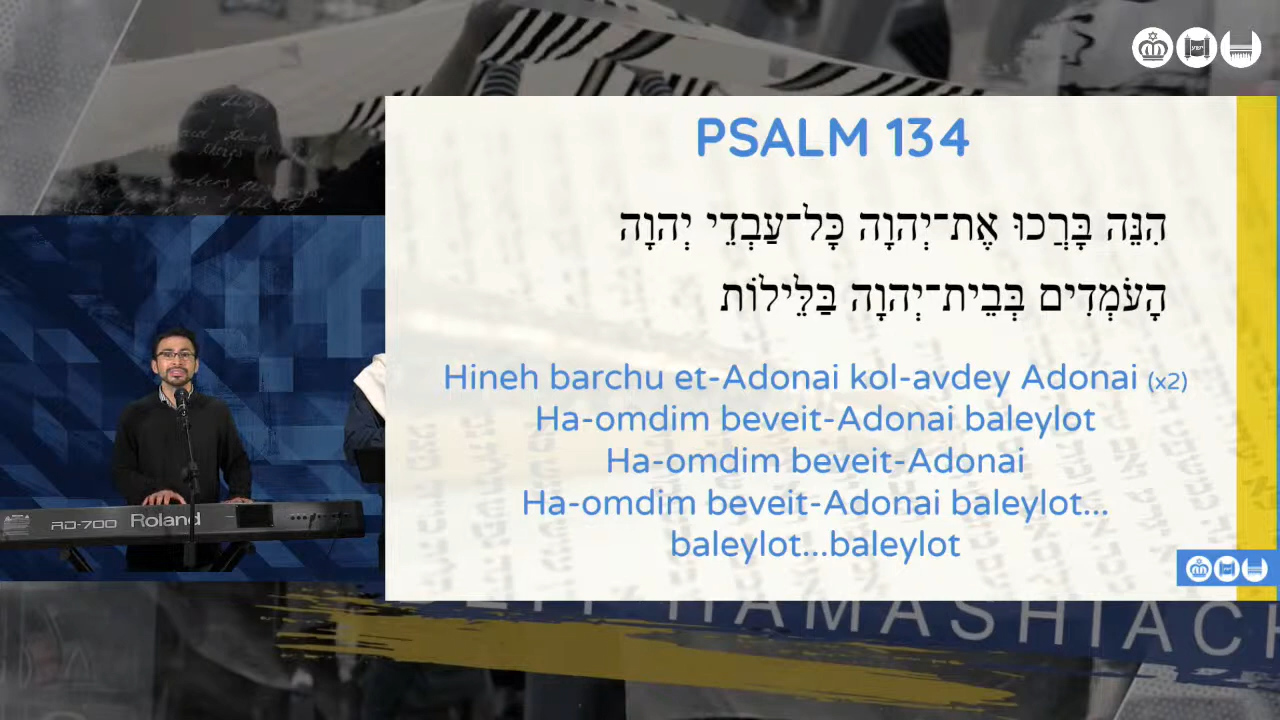 PSALM 134
הִנֵּה בָּרֲכוּ אֶת־יְהוָה כָּל־עַבְדֵי יְהוָה
הָעֹמְדִים בְּבֵית־יְהוָה בַּלֵּילוֹת
Hineh barchu et-Adonai kol-avdey Adonai (x2)
Ha-omdim beveit-Adonai baleylot
Ha-omdim beveit-Adonai
Ha-omdim beveit-Adonai baleylot...
baleylot...baleylot
RD-700 Roland
HAMASHIACH